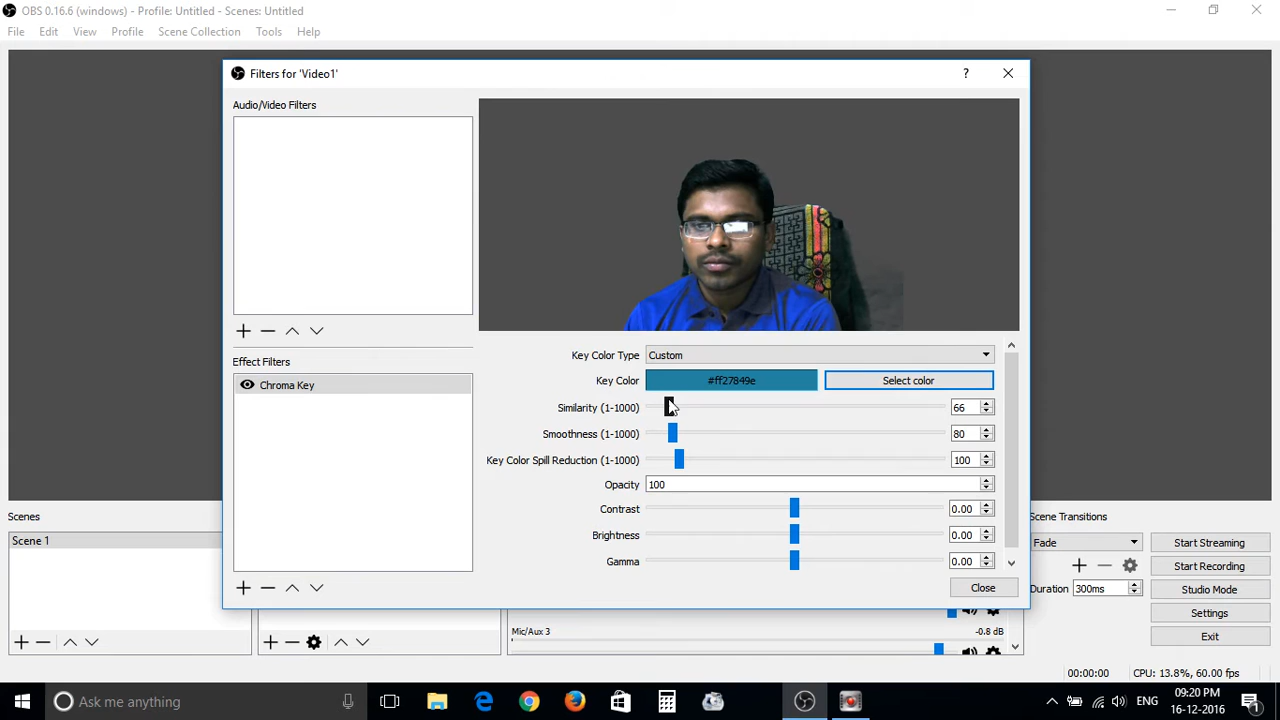 OBS 0.16.6 (windows) - Profile: Untitled - Scenes: Untitled
File Edit View Profile Scene Collection Tools Help
Filters for 'Video1'
?
Audio/Video Filters
Effect Filters
Chroma Key
Key Color Type Custom
Key Color #ff27849e Select color
Similarity (1-1000) 66
Smoothness (1-1000) 80
Key Color Spill Reduction (1-1000) 100
Opacity 100
Contrast 0.00
Brightness 0.00
Gamma 0.00
Close
Scenes
Scene 1
Mic/Aux 3 -0.8 dB
Scene Transitions
Fade
Duration 300ms
Start Streaming
Start Recording
Studio Mode
Settings
Exit
00:00:00 CPU: 13.8%, 60.00 fps
Ask me anything
ENG
09:20 PM
16-12-2016
1